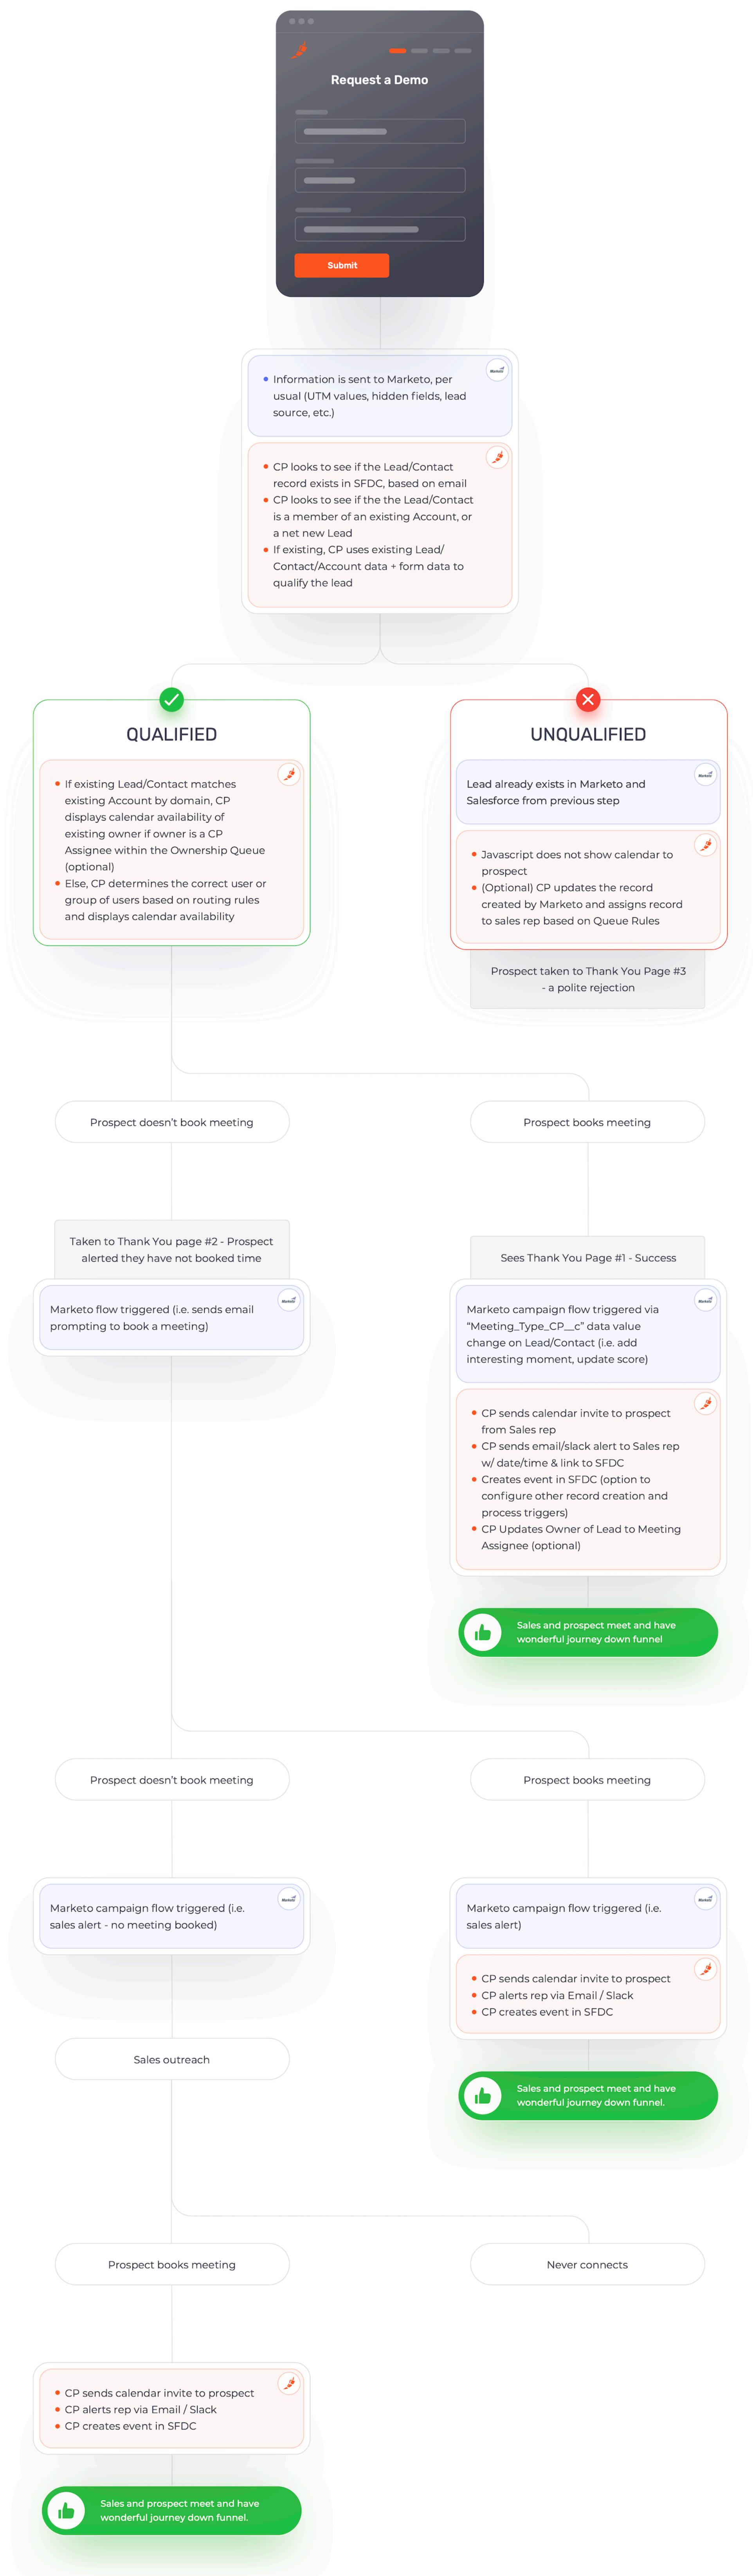 Request a Demo
Submit
Marketo
Information is sent to Marketo, per
usual (UTM values, hidden fields, lead
source, etc.)
CP looks to see if the Lead/Contact
record exists in SFDC, based on email
CP looks to see if the the Lead/Contact
is a member of an existing Account, or
a net new Lead
If existing, CP uses existing Lead/
Contact/Account data + form data to
qualify the lead
QUALIFIED
If existing Lead/Contact matches
existing Account by domain, CP
displays calendar availability of
existing owner if owner is a CP
Assignee within the Ownership Queue
(optional)
Else, CP determines the correct user or
group of users based on routing rules
and displays calendar availability
UNQUALIFIED
Marketo
Lead already exists in Marketo and
Salesforce from previous step
Javascript does not show calendar to
prospect
(Optional) CP updates the record
created by Marketo and assigns record
to sales rep based on Queue Rules
Prospect taken to Thank You Page #3
- a polite rejection
Prospect doesn’t book meeting
Prospect books meeting
Taken to Thank You page #2 - Prospect
alerted they have not booked time
Marketo
Marketo flow triggered (i.e. sends email
prompting to book a meeting)
Sees Thank You Page #1 - Success
Marketo
Marketo campaign flow triggered via
“Meeting_Type_CP__c” data value
change on Lead/Contact (i.e. add
interesting moment, update score)
CP sends calendar invite to prospect
from Sales rep
CP sends email/slack alert to Sales rep
w/ date/time & link to SFDC
Creates event in SFDC (option to
configure other record creation and
process triggers)
CP Updates Owner of Lead to Meeting
Assignee (optional)
Sales and prospect meet and have
wonderful journey down funnel
Prospect doesn’t book meeting
Prospect books meeting
Marketo
Marketo campaign flow triggered (i.e.
sales alert - no meeting booked)
Marketo
Marketo campaign flow triggered (i.e.
sales alert)
CP sends calendar invite to prospect
CP alerts rep via Email / Slack
CP creates event in SFDC
Sales outreach
Sales and prospect meet and have
wonderful journey down funnel.
Prospect books meeting
Never connects
CP sends calendar invite to prospect
CP alerts rep via Email / Slack
CP creates event in SFDC
Sales and prospect meet and have
wonderful journey down funnel.